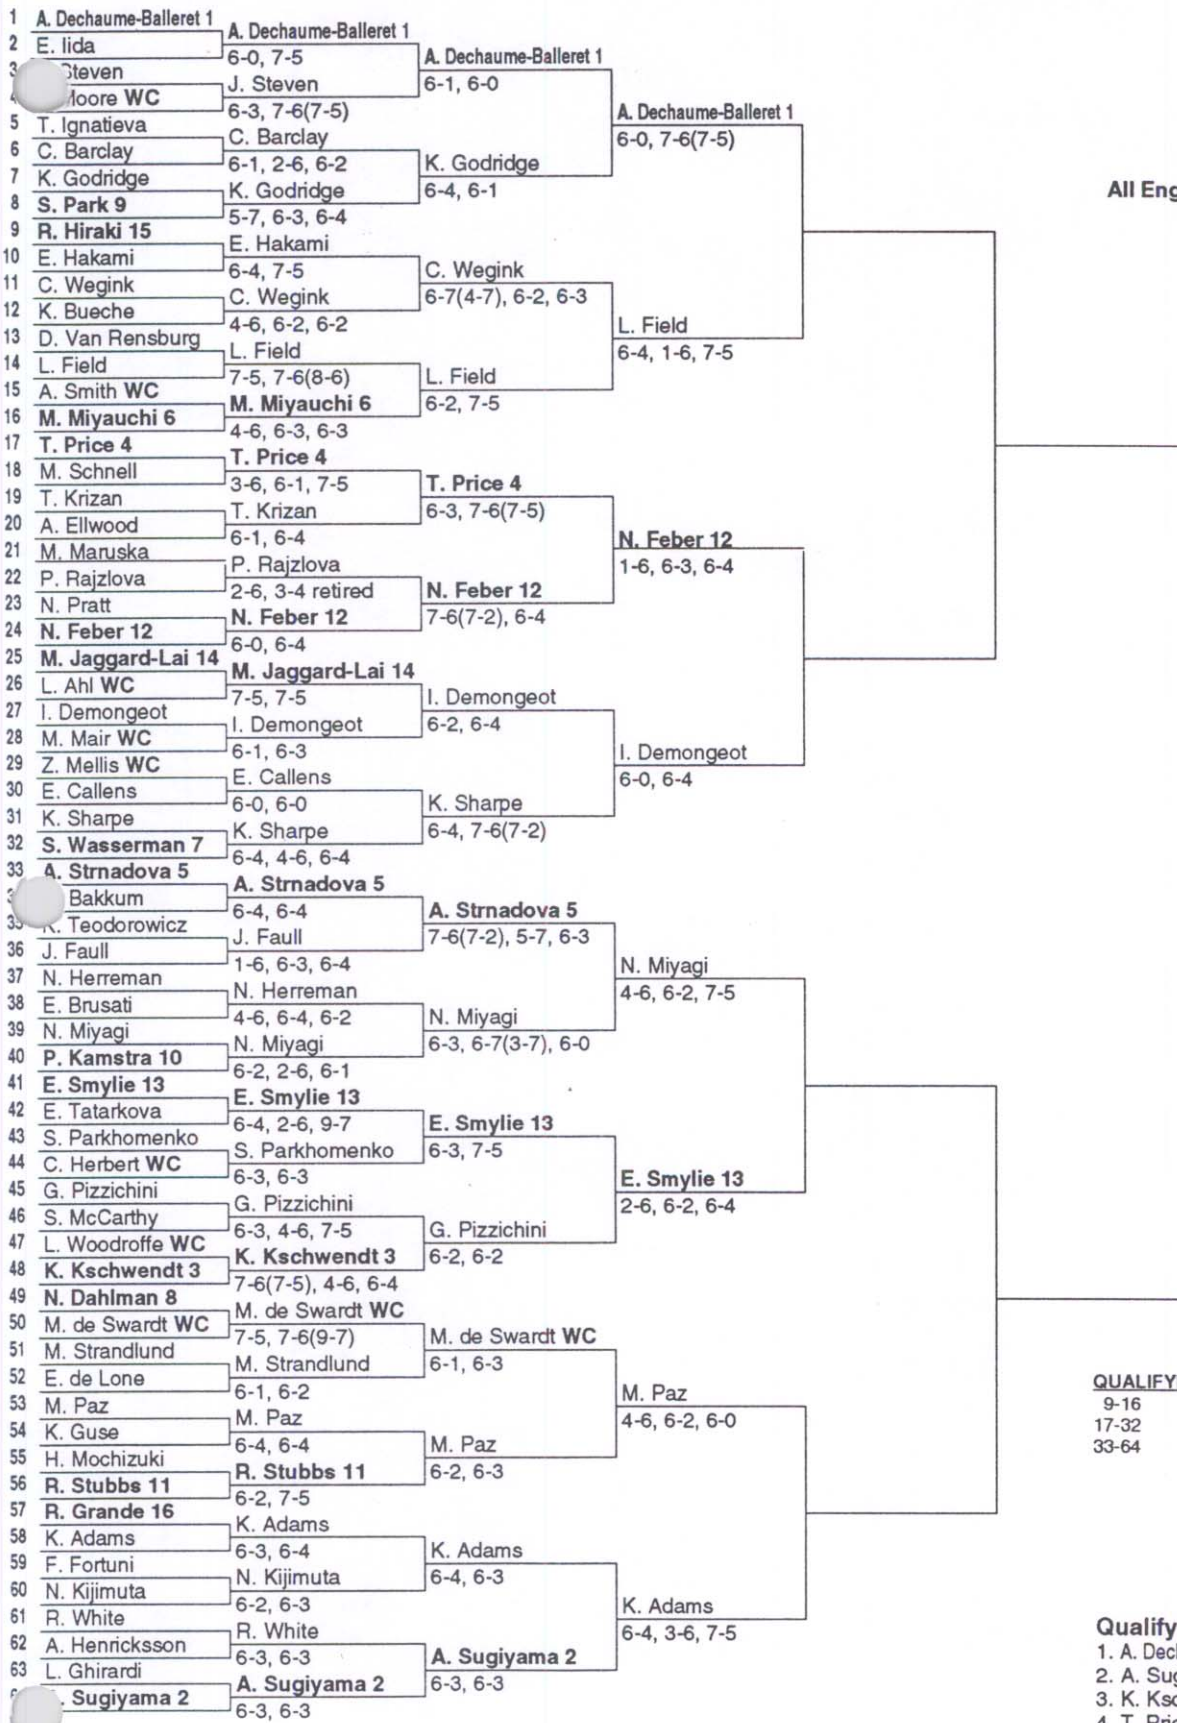 1 A. Dechaume-Balleret 1
2 E. Iida
3 Steven
Moore WC
5 T. Ignatieva
6 C. Barclay
7 K. Godridge
8 S. Park 9
9 R. Hiraki 15
10 E. Hakami
11 C. Wegink
12 K. Bueche
13 D. Van Rensburg
14 L. Field
15 A. Smith WC
16 M. Miyauchi 6
17 T. Price 4
18 M. Schnell
19 T. Krizan
20 A. Ellwood
21 M. Maruska
22 P. Rajzlova
23 N. Pratt
24 N. Feber 12
25 M. Jaggard-Lai 14
26 L. Ahl WC
27 I. Demongeot
28 M. Mair WC
29 Z. Mellis WC
30 E. Callens
31 K. Sharpe
32 S. Wasserman 7
33 A. Strnadova 5
Bakkum
35 K. Teodorowicz
36 J. Faull
37 N. Herreman
38 E. Brusati
39 N. Miyagi
40 P. Kamstra 10
41 E. Smylie 13
42 E. Tatarkova
43 S. Parkhomenko
44 C. Herbert WC
45 G. Pizzichini
46 S. McCarthy
47 L. Woodroffe WC
48 K. Kschwendt 3
49 N. Dahlman 8
50 M. de Swardt WC
51 M. Strandlund
52 E. de Lone
53 M. Paz
54 K. Guse
55 H. Mochizuki
56 R. Stubbs 11
57 R. Grande 16
58 K. Adams
59 F. Fortuni
60 N. Kijimuta
61 R. White
62 A. Henricksson
63 L. Ghirardi
. Sugiyama 2
A. Dechaume-Balleret 1
6-0, 7-5
J. Steven
6-3, 7-6(7-5)
C. Barclay
6-1, 2-6, 6-2
K. Godridge
5-7, 6-3, 6-4
E. Hakami
6-4, 7-5
C. Wegink
4-6, 6-2, 6-2
L. Field
7-5, 7-6(8-6)
M. Miyauchi 6
4-6, 6-3, 6-3
T. Price 4
3-6, 6-1, 7-5
T. Krizan
6-1, 6-4
P. Rajzlova
2-6, 3-4 retired
N. Feber 12
6-0, 6-4
M. Jaggard-Lai 14
7-5, 7-5
I. Demongeot
6-1, 6-3
E. Callens
6-0, 6-0
K. Sharpe
6-4, 4-6, 6-4
A. Strnadova 5
6-4, 6-4
J. Faull
1-6, 6-3, 6-4
N. Herreman
4-6, 6-4, 6-2
N. Miyagi
6-2, 2-6, 6-1
E. Smylie 13
6-4, 2-6, 9-7
S. Parkhomenko
6-3, 6-3
G. Pizzichini
6-3, 4-6, 7-5
K. Kschwendt 3
7-6(7-5), 4-6, 6-4
M. de Swardt WC
7-5, 7-6(9-7)
M. Strandlund
6-1, 6-2
M. Paz
6-4, 6-4
R. Stubbs 11
6-2, 7-5
K. Adams
6-3, 6-4
N. Kijimuta
6-2, 6-3
R. White
6-3, 6-3
A. Sugiyama 2
6-3, 6-3
A. Dechaume-Balleret 1
6-1, 6-0
K. Godridge
6-4, 6-1
C. Wegink
6-7(4-7), 6-2, 6-3
L. Field
6-2, 7-5
T. Price 4
6-3, 7-6(7-5)
N. Feber 12
7-6(7-2), 6-4
I. Demongeot
6-2, 6-4
K. Sharpe
6-4, 7-6(7-2)
A. Strnadova 5
7-6(7-2), 5-7, 6-3
N. Miyagi
6-3, 6-7(3-7), 6-0
E. Smylie 13
6-3, 7-5
G. Pizzichini
6-2, 6-2
M. de Swardt WC
6-1, 6-3
M. Paz
6-2, 6-3
K. Adams
6-4, 6-3
A. Sugiyama 2
6-3, 6-3
A. Dechaume-Balleret 1
6-0, 7-6(7-5)
L. Field
6-4, 1-6, 7-5
N. Feber 12
1-6, 6-3, 6-4
I. Demongeot
6-0, 6-4
N. Miyagi
4-6, 6-2, 7-5
E. Smylie 13
2-6, 6-2, 6-4
M. Paz
4-6, 6-2, 6-0
K. Adams
6-4, 3-6, 7-5
All Eng
QUALIFY
9-16
17-32
33-64
Qualify
1. A. Decl
2. A. Sug
3. K. Ksc
4. T. Pric